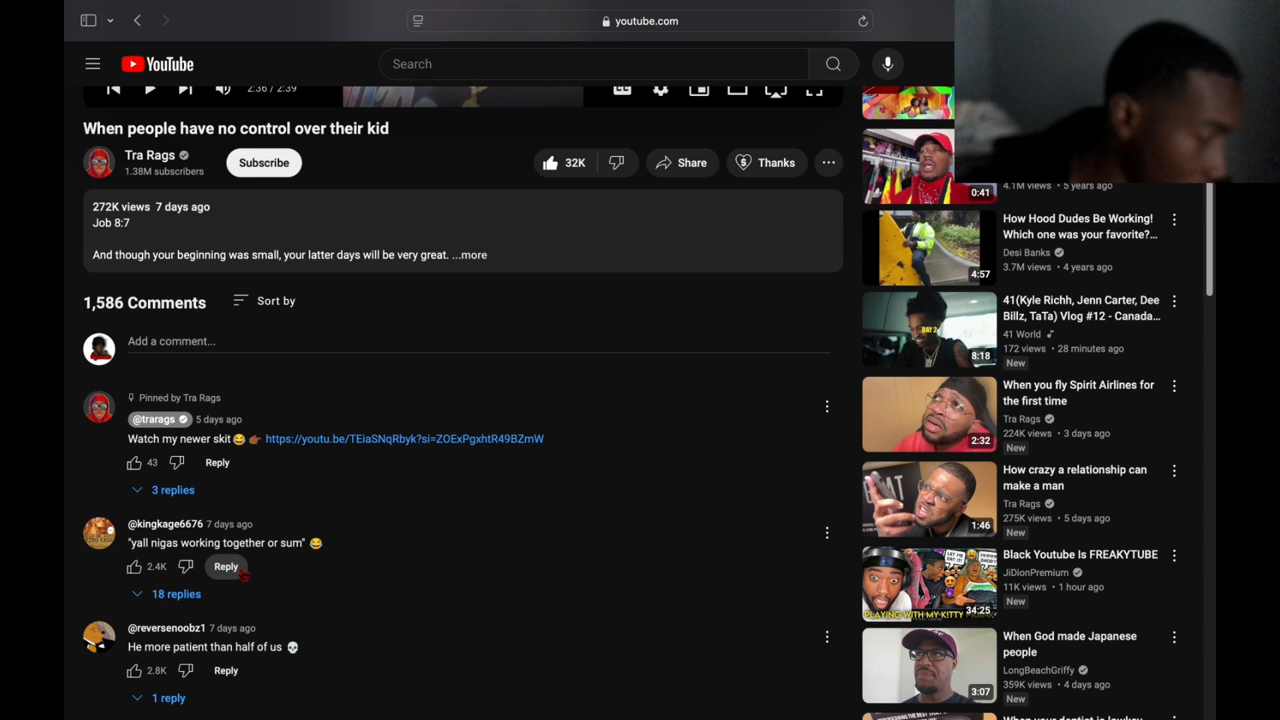 youtube.com
YouTube
Search
2:36 / 2:39
When people have no control over their kid
Tra Rags
1.38M subscribers
Subscribe
32K
Share
Thanks
272K views 7 days ago
Job 8:7
And though your beginning was small, your latter days will be very great. ...more
1,586 Comments
Sort by
Add a comment...
Pinned by Tra Rags
@trarags 5 days ago
Watch my newer skit😂 👉🏾 https://youtu.be/TEiaSNqRbyk?si=ZOExPgxhtR49BZmW
43
Reply
3 replies
@kingkage6676 7 days ago
"yall nigas working together or sum" 😂
2.4K
Reply
18 replies
@reversenoobz1 7 days ago
He more patient than half of us 💀
2.8K
Reply
1 reply
0:41
4.1M views • 5 years ago
4:57
How Hood Dudes Be Working!
Which one was your favorite?...
Desi Banks
3.7M views • 4 years ago
DAY 2
8:18
41(Kyle Richh, Jenn Carter, Dee
Billz, TaTa) Vlog #12 - Canada...
41 World
172 views • 28 minutes ago
New
2:32
When you fly Spirit Airlines for
the first time
Tra Rags
224K views • 3 days ago
New
1:46
How crazy a relationship can
make a man
Tra Rags
275K views • 5 days ago
New
PLAYING WITH MY K!TTY PRANK
34:25
Black Youtube Is FREAKYTUBE
JiDionPremium
11K views • 1 hour ago
New
3:07
When God made Japanese
people
LongBeachGriffy
359K views • 4 days ago
New